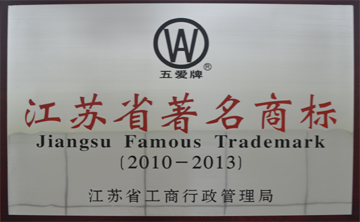 W
®
五爱牌
江苏省著名商标
Jiangsu Famous Trademark
(2010-2013)
江苏省工商行政管理局